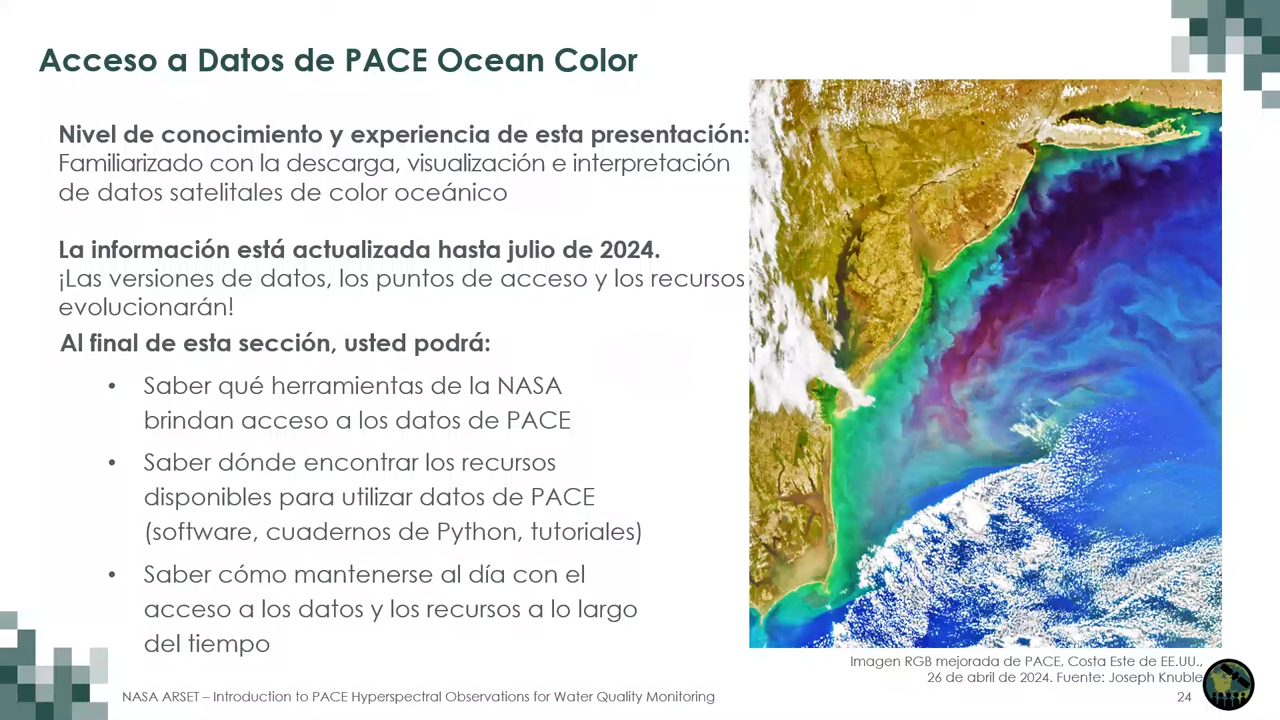 Acceso a Datos de PACE Ocean Color
Nivel de conocimiento y experiencia de esta presentación:
Familiarizado con la descarga, visualización e interpretación
de datos satelitales de color oceánico
La información está actualizada hasta julio de 2024.
¡Las versiones de datos, los puntos de acceso y los recursos
evolucionarán!
Al final de esta sección, usted podrá:
• Saber qué herramientas de la NASA
brindan acceso a los datos de PACE
• Saber dónde encontrar los recursos
disponibles para utilizar datos de PACE
(software, cuadernos de Python, tutoriales)
• Saber cómo mantenerse al día con el
acceso a los datos y los recursos a lo largo
del tiempo
Imagen RGB mejorada de PACE, Costa Este de EE.UU.,
26 de abril de 2024. Fuente: Joseph Knuble
NASA ARSET – Introduction to PACE Hyperspectral Observations for Water Quality Monitoring
24